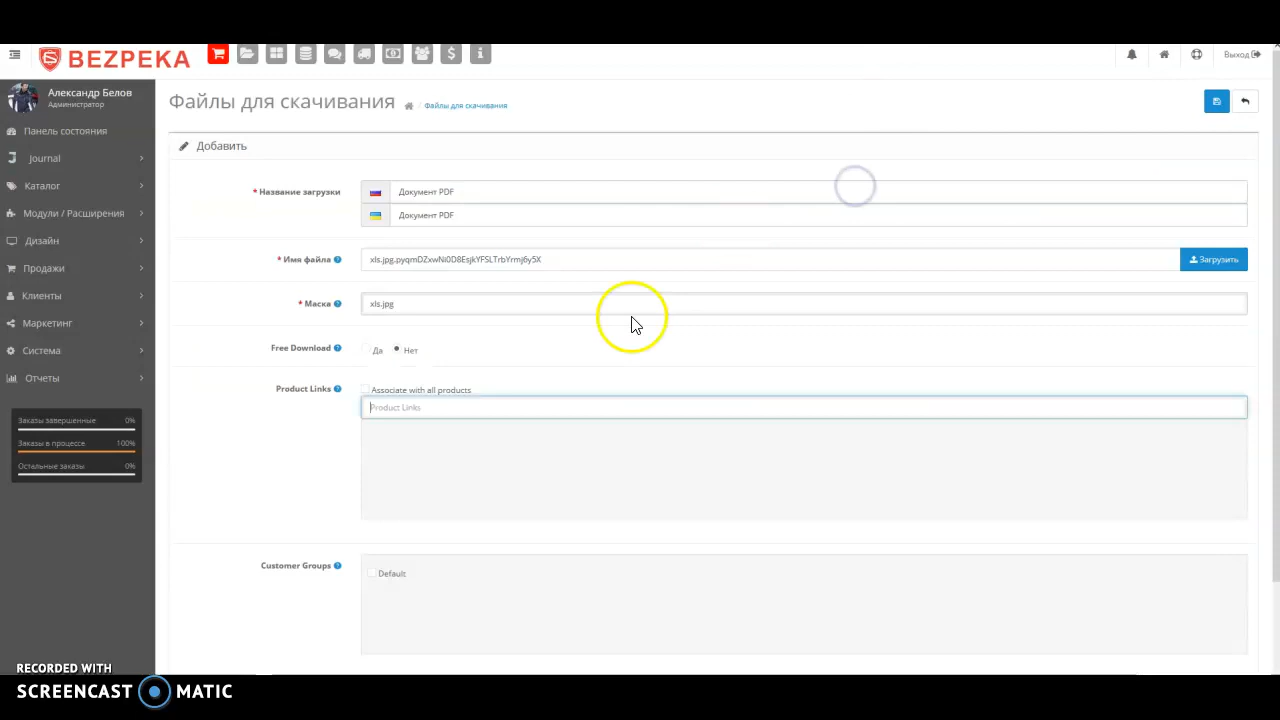 BEZPEKA
Выход
Александр Белов
Администратор
Файлы для скачивания
/ Файлы для скачивания
Панель состояния
Добавить
Journal
Каталог
* Название загрузки
Документ PDF
Модули / Расширения
Документ PDF
Дизайн
* Имя файла
xls.jpg.pyqmDZxwNi0D8EsjkYFSLTrbYrmj6y5X
Загрузить
Продажи
Клиенты
* Маска
xls.jpg
Маркетинг
Free Download
Да
Нет
Система
Отчеты
Product Links
Associate with all products
Product Links
Заказы завершенные 0%
Заказы в процессе 100%
Остальные заказы 0%
Customer Groups
Default
RECORDED WITH
SCREENCAST MATIC